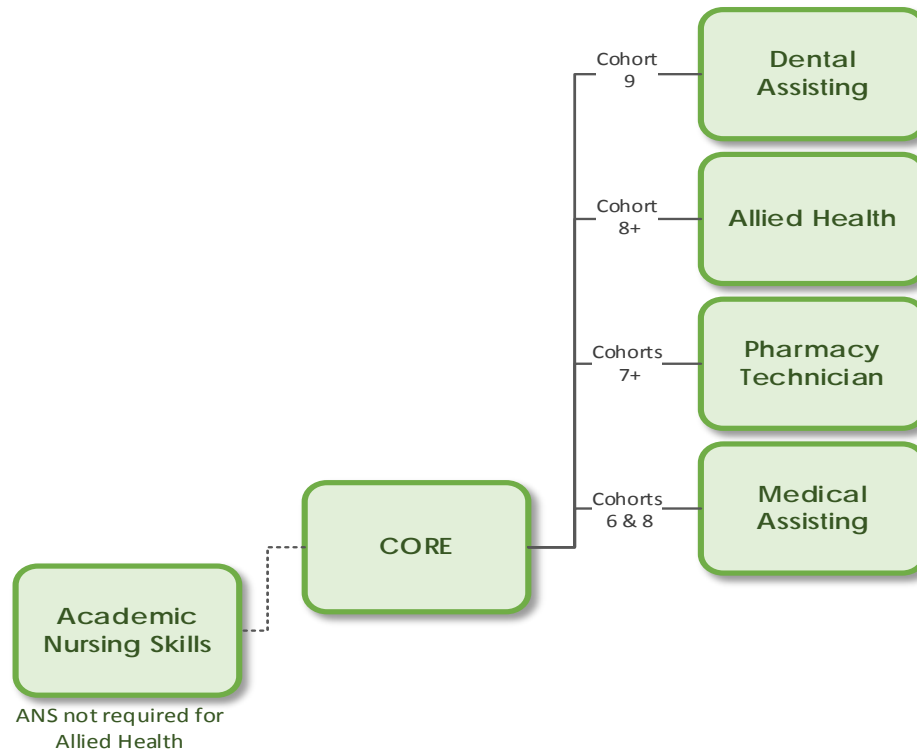 Cohort
9
Dental
Assisting
Cohort
8+
Allied Health
Cohorts
7+
Pharmacy
Technician
Cohorts
6 & 8
Medical
Assisting
CORE
Academic
Nursing Skills
ANS not required for
Allied Health